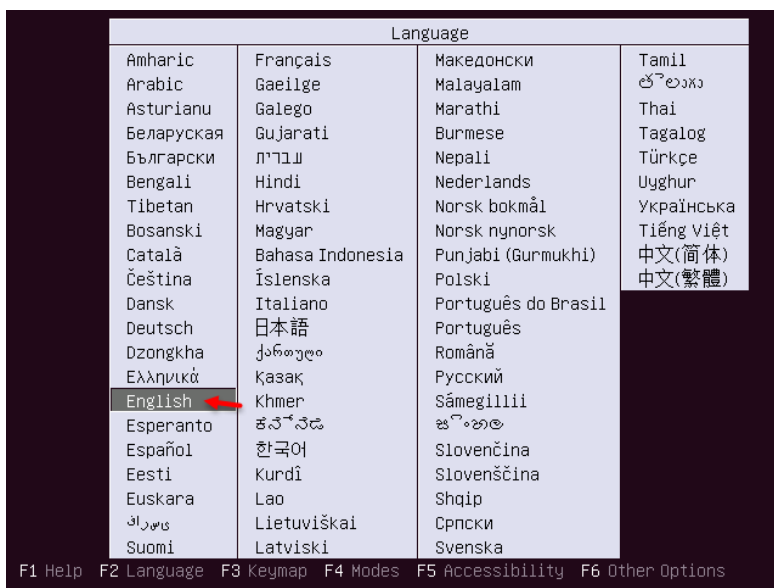 Language
Amharic
Arabic
Asturianu
Беларуская
Български
Bengali
Tibetan
Bosanski
Català
Čeština
Dansk
Deutsch
Dzongkha
Ελληνικά
English
Esperanto
Español
Eesti
Euskara
فارسی
Suomi
Français
Gaeilge
Galego
Gujarati
עברית
Hindi
Hrvatski
Magyar
Bahasa Indonesia
Íslenska
Italiano
日本語
ქართული
Қазақ
Khmer
ಕನ್ನಡ
한국어
Kurdî
Lao
Lietuviškai
Latviski
Македонски
Malayalam
Marathi
Burmese
Nepali
Nederlands
Norsk bokmål
Norsk nynorsk
Punjabi (Gurmukhi)
Polski
Português do Brasil
Português
Română
Русский
Sámegillii
සිංහල
Slovenčina
Slovenščina
Shqip
Српски
Svenska
Tamil
తెలుగు
Thai
Tagalog
Türkçe
Uyghur
Українська
Tiếng Việt
中文(简体)
中文(繁體)
F1 Help F2 Language F3 Keymap F4 Modes F5 Accessibility F6 Other Options